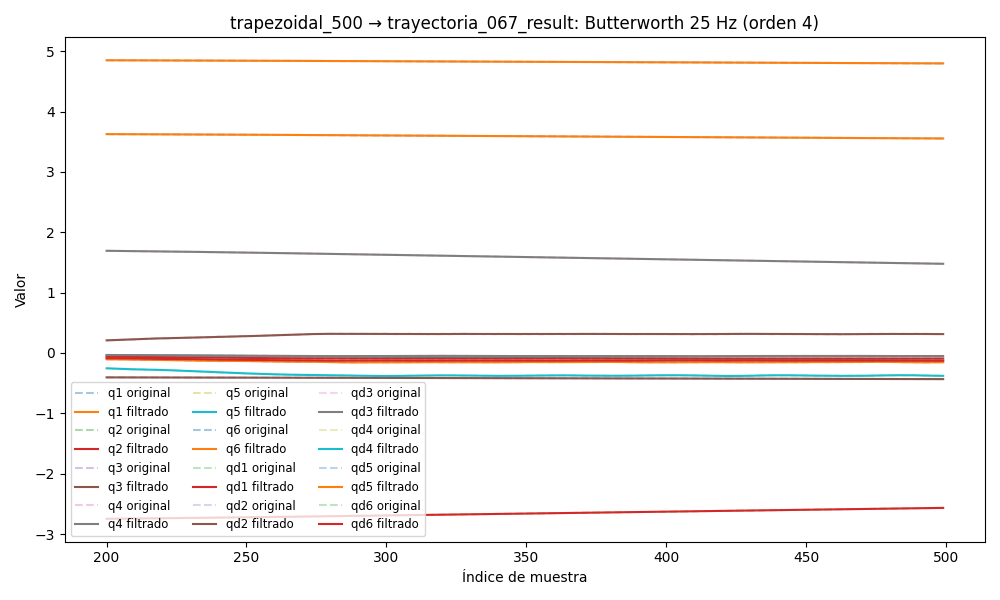 trapezoidal_500 → trayectoria_067_result: Butterworth 25 Hz (orden 4)
Valor
5
4
3
2
1
0
−1
−2
−3
q1 original
q1 filtrado
q2 original
q2 filtrado
q3 original
q3 filtrado
q4 original
q4 filtrado
q5 original
q5 filtrado
q6 original
q6 filtrado
qd1 original
qd1 filtrado
qd2 original
qd2 filtrado
qd3 original
qd3 filtrado
qd4 original
qd4 filtrado
qd5 original
qd5 filtrado
qd6 original
qd6 filtrado
200
250
300
350
400
450
500
Índice de muestra